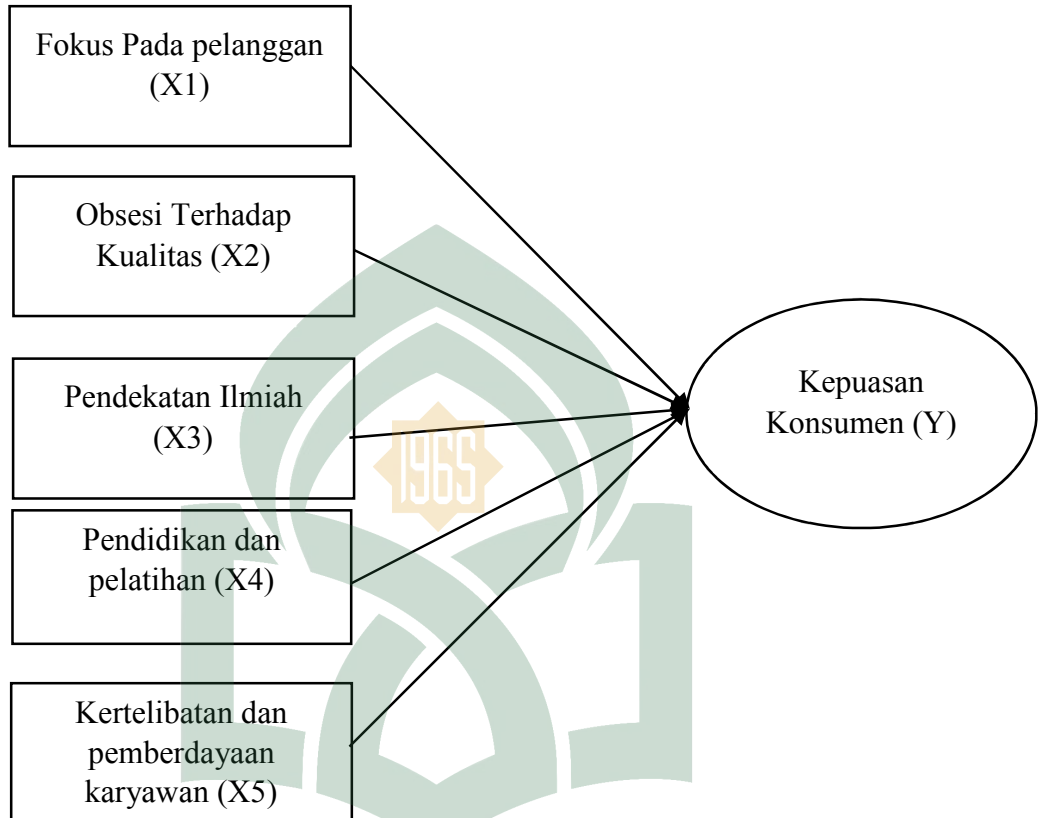 Fokus Pada pelanggan
(X1)
Obsesi Terhadap
Kualitas (X2)
Pendekatan Ilmiah
(X3)
Pendidikan dan
pelatihan (X4)
Kertelibatan dan
pemberdayaan
karyawan (X5)
Kepuasan
Konsumen (Y)
1965